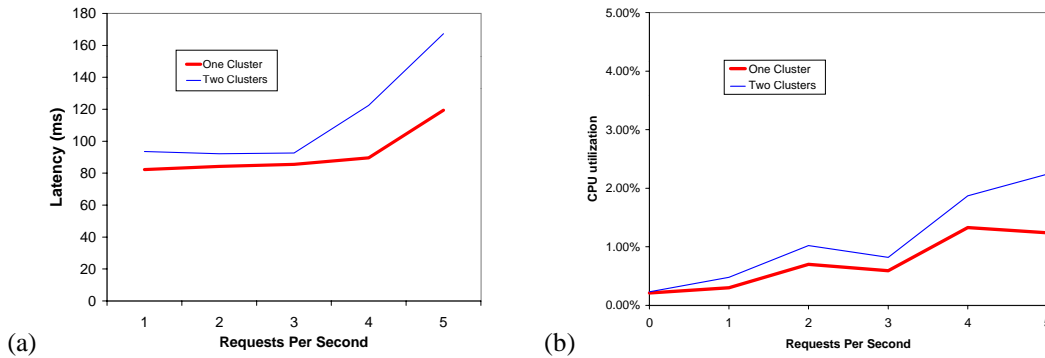 180
160
140
120
100
80
60
40
20
0
Latency (ms)
One Cluster
Two Clusters
1 2 3 4 5
Requests Per Second
(a)
5.00%
4.00%
3.00%
2.00%
1.00%
0.00%
CPU utilization
One Cluster
Two Clusters
0 1 2 3 4 5
Requests Per Second
(b)